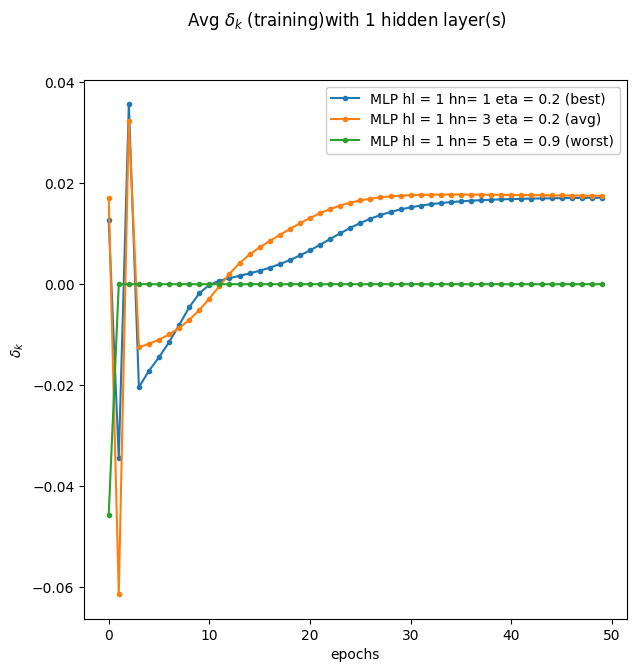 Avg δk (training)with 1 hidden layer(s)
MLP hl = 1 hn= 1 eta = 0.2 (best)
MLP hl = 1 hn= 3 eta = 0.2 (avg)
MLP hl = 1 hn= 5 eta = 0.9 (worst)
0.04
0.02
0.00
−0.02
−0.04
−0.06
δk
0 10 20 30 40 50
epochs